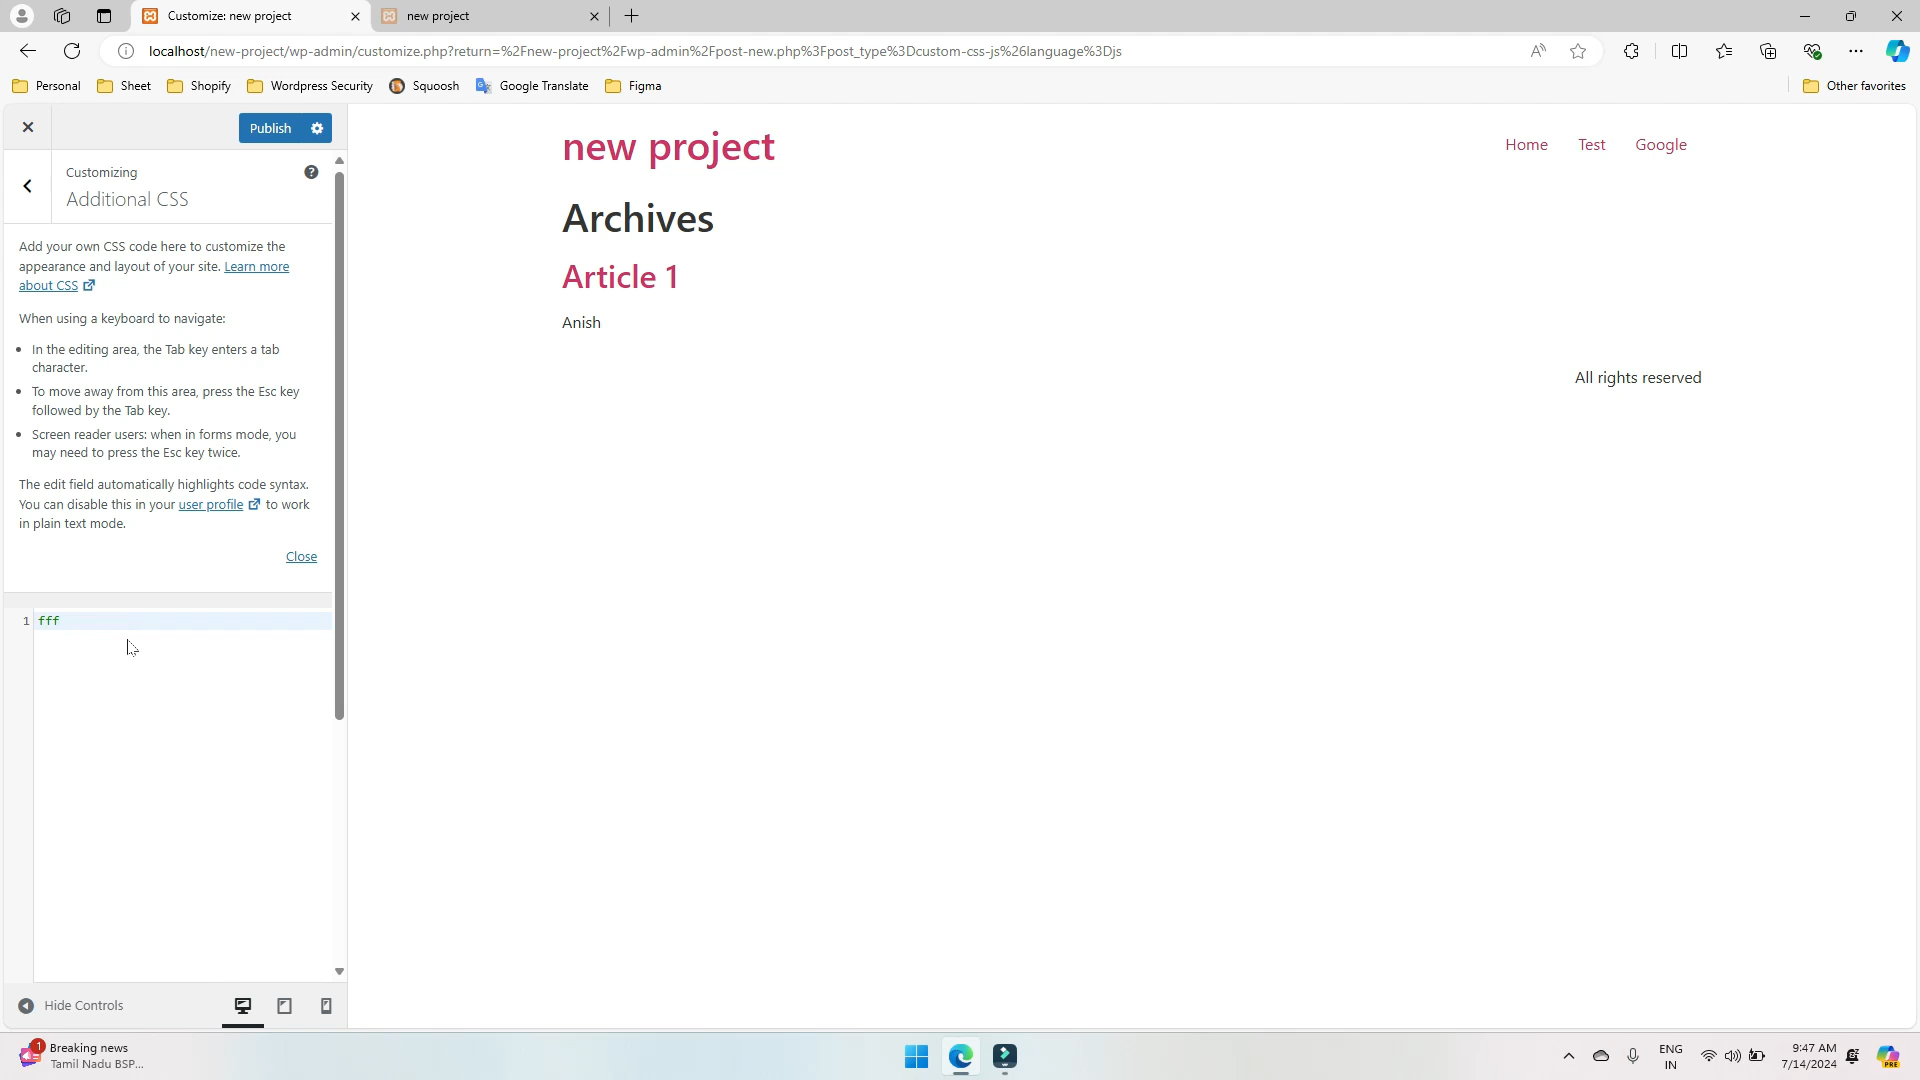 Customize: new project
new project
localhost/new-project/wp-admin/customize.php?return=%2Fnew-project%2Fwp-admin%2Fpost-new.php%3Fpost_type%3Dcustom-css-js%26language%3Djs
Personal Sheet Shopify Wordpress Security Squoosh Google Translate Figma Other favorites
Publish
Customizing
Additional CSS
Add your own CSS code here to customize the
appearance and layout of your site. Learn more
about CSS
When using a keyboard to navigate:
In the editing area, the Tab key enters a tab
character.
To move away from this area, press the Esc key
followed by the Tab key.
Screen reader users: when in forms mode, you
may need to press the Esc key twice.
The edit field automatically highlights code syntax.
You can disable this in your user profile to work
in plain text mode.
Close
1 fff
Hide Controls
new project
Home Test Google
Archives
Article 1
Anish
All rights reserved
1
Breaking news
Tamil Nadu BSP...
ENG
IN
9:47 AM
7/14/2024
PRE